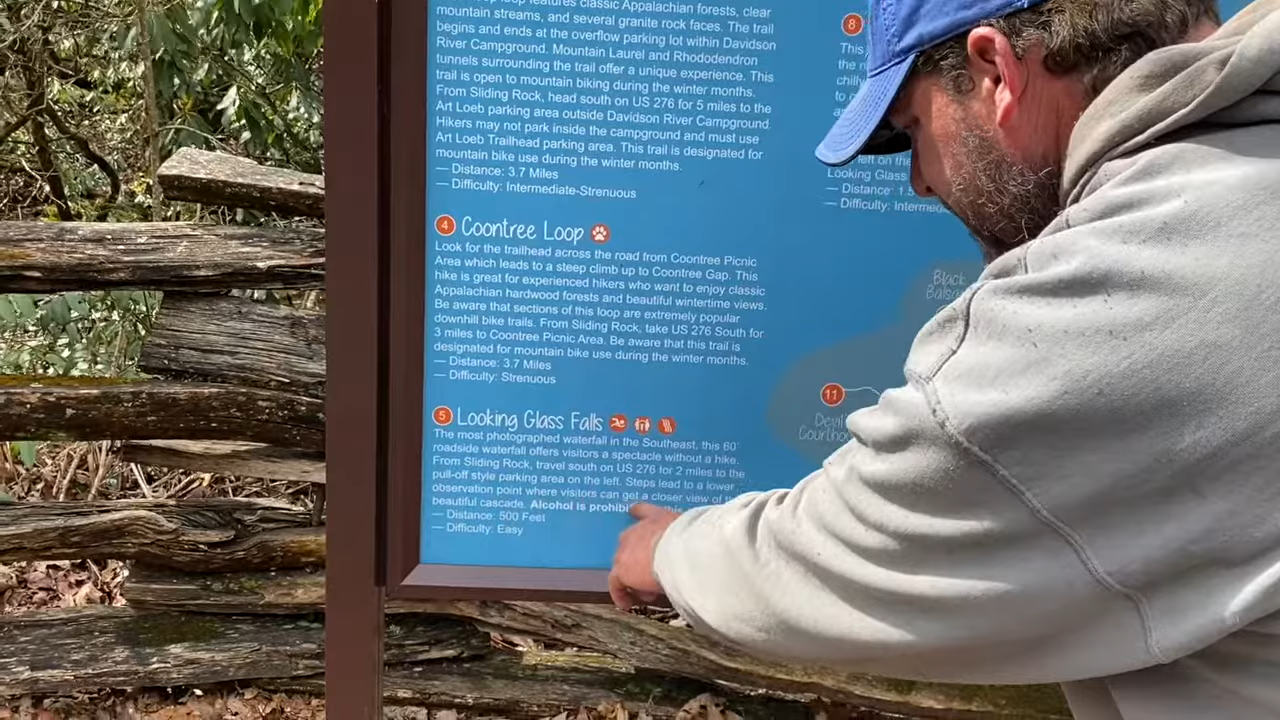 loop features classic Appalachian forests, clear
mountain streams, and several granite rock faces. The trail
begins and ends at the overflow parking lot within Davidson
River Campground. Mountain Laurel and Rhododendron
tunnels surrounding the trail offer a unique experience. This
trail is open to mountain biking during the winter months.
From Sliding Rock, head south on US 276 for 5 miles to the
Art Loeb parking area outside Davidson River Campground.
Hikers may not park inside the campground and must use
Art Loeb Trailhead parking area. This trail is designated for
mountain bike use during the winter months.
— Distance: 3.7 Miles
— Difficulty: Intermediate-Strenuous
4 Coontree Loop
Look for the trailhead across the road from Coontree Picnic
Area which leads to a steep climb up to Coontree Gap. This
hike is great for experienced hikers who want to enjoy classic
Appalachian hardwood forests and beautiful wintertime views.
Be aware that sections of this loop are extremely popular
downhill bike trails. From Sliding Rock, take US 276 South for
3 miles to Coontree Picnic Area. Be aware that this trail is
designated for mountain bike use during the winter months.
— Distance: 3.7 Miles
— Difficulty: Strenuous
5 Looking Glass Falls
The most photographed waterfall in the Southeast, this 60'
roadside waterfall offers visitors a spectacle without a hike.
From Sliding Rock, travel south on US 276 for 2 miles to the
pull-off style parking area on the left. Steps lead to a lower
observation point where visitors can get a closer view of
beautiful cascade. Alcohol is
— Distance: 500 Feet
— Difficulty: Easy
8
This
the
to
left on the
Looking Glass
— Distance: 1.5
— Difficulty:
Black
11